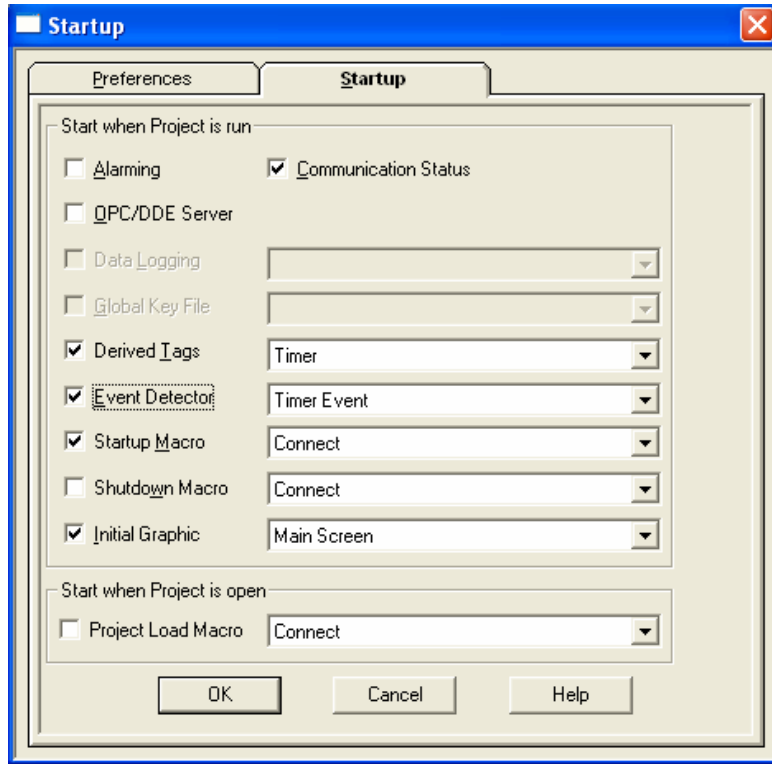 Startup
Preferences
Startup
Start when Project is run
Alarming
Communication Status
OPC/DDE Server
Data Logging
Global Key File
Derived Tags
Timer
Event Detector
Timer Event
Startup Macro
Connect
Shutdown Macro
Connect
Initial Graphic
Main Screen
Start when Project is open
Project Load Macro
Connect
OK
Cancel
Help